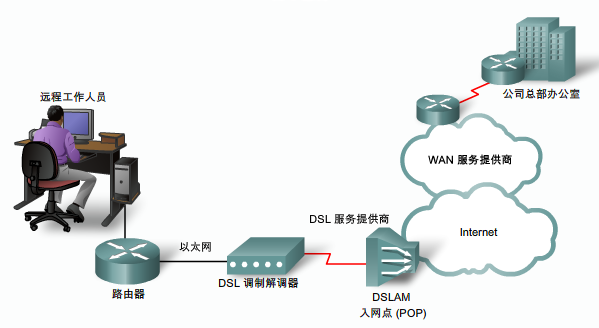 远程工作人员
公司总部办公室
WAN 服务提供商
DSL 服务提供商
Internet
以太网
路由器
DSL 调制解调器
DSLAM
入网点 (POP)